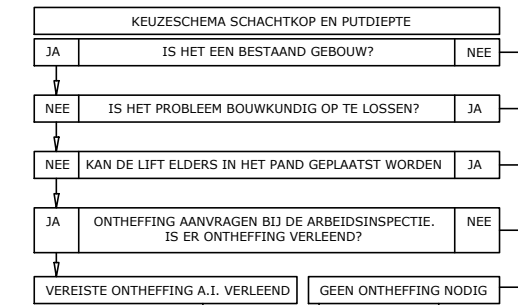 KEUZESCHEMA SCHACHTKOP EN PUTDIEPTE
JA IS HET EEN BESTAAND GEBOUW? NEE
NEE IS HET PROBLEEM BOUWKUNDIG OP TE LOSSEN? JA
NEE KAN DE LIFT ELDERS IN HET PAND GEPLAATST WORDEN JA
JA ONTHEFFING AANVRAGEN BIJ DE ARBEIDSINSPECTIE. NEE
IS ER ONTHEFFING VERLEEND?
VEREISTE ONTHEFFING A.I. VERLEEND GEEN ONTHEFFING NODIG